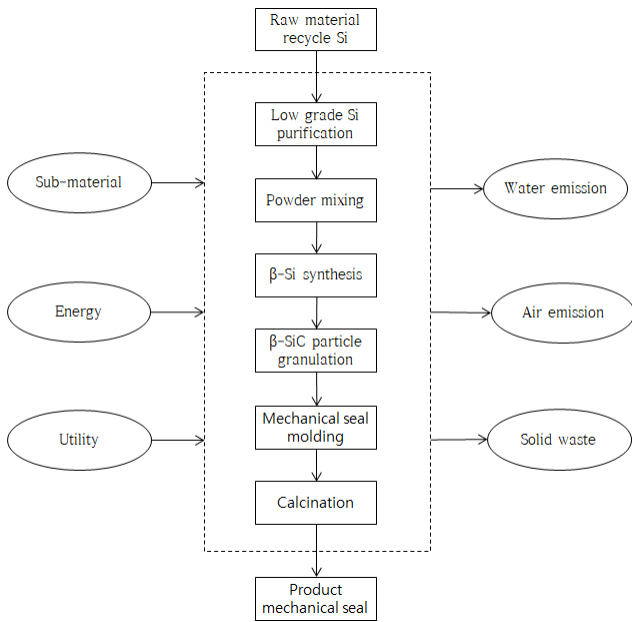 Raw material
recycle Si
Low grade Si
purification
Sub-material
Water emission
Powder mixing
β-Si synthesis
Energy
Air emission
β-SiC particle
granulation
Mechanical seal
molding
Utility
Solid waste
Calcination
Product
mechanical seal